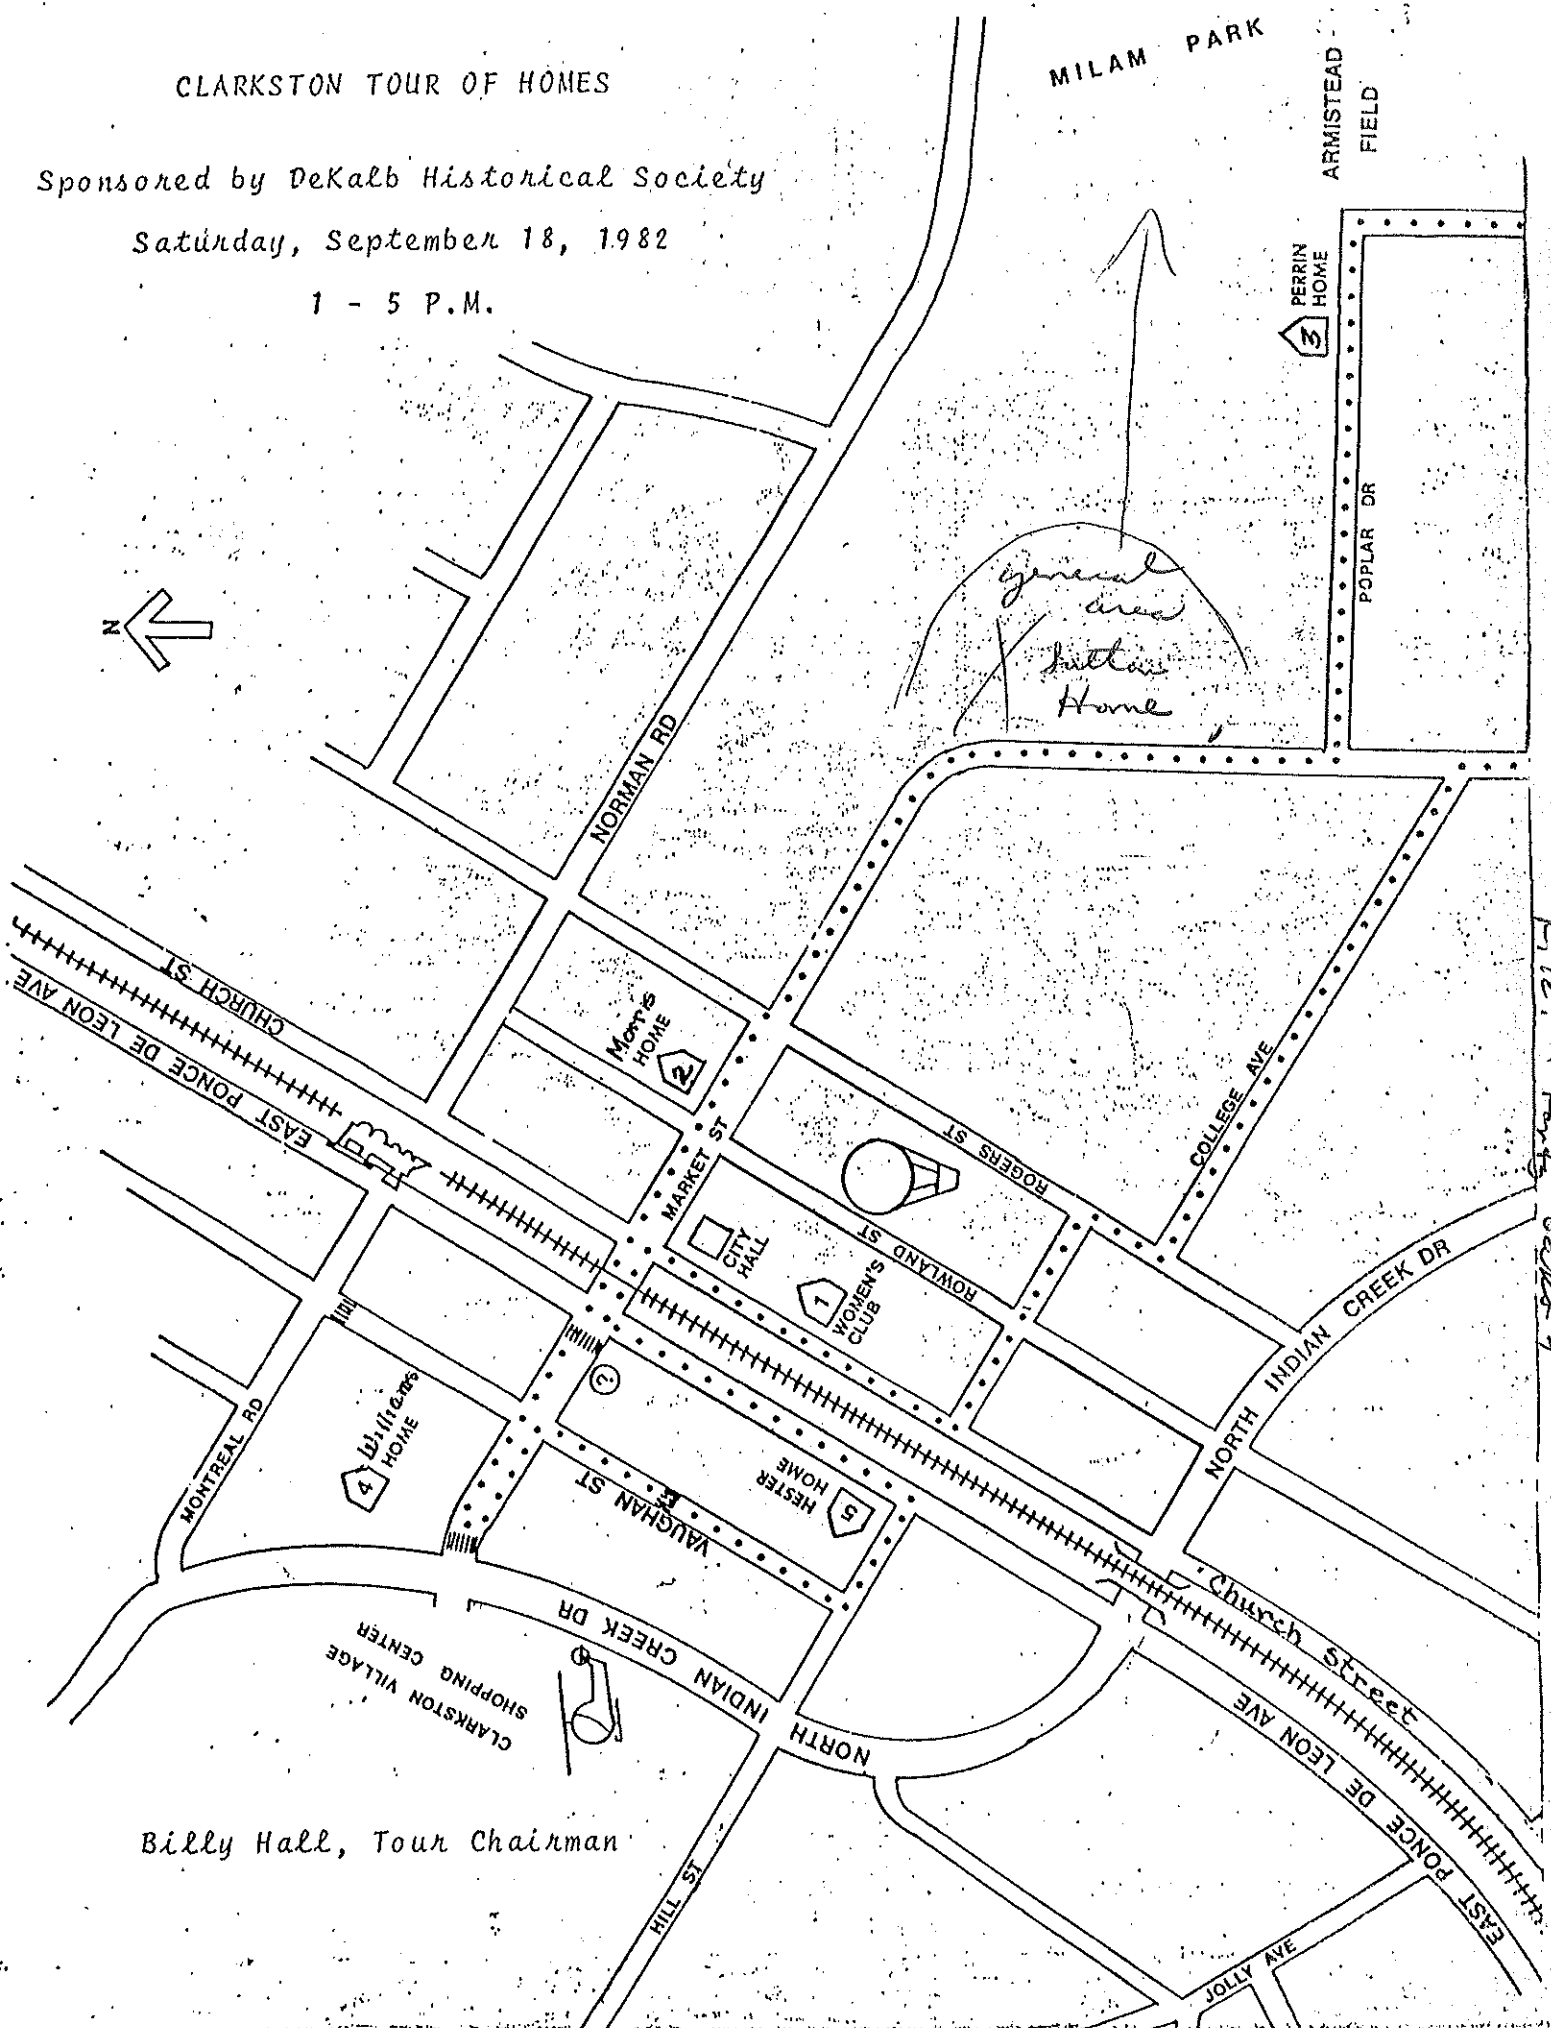 CLARKSTON TOUR OF HOMES
Sponsored by DeKalb Historical Society
Saturday, September 18, 1982
1 - 5 P.M.
MILAM PARK
ARMISTEAD
FIELD
3
PERRIN
HOME
POPLAR DR
general
area
Home
N
NORMAN RD
CHURCH ST
EAST PONCE DE LEON AVE
Morris
HOME
2
MARKET ST
ROGERS ST
COLLEGE AVE
CITY
HALL
ROWLAND ST
1
WOMEN'S
CLUB
NORTH INDIAN CREEK DR
MONTREAL RD
4
Williams
HOME
?
VAUGHAN ST
HESTER
HOME
5
Church Street
NORTH INDIAN CREEK DR
CLARKSTON VILLAGE
SHOPPING CENTER
EAST PONCE DE LEON AVE
Billy Hall, Tour Chairman
HILL ST
JOLLY AVE